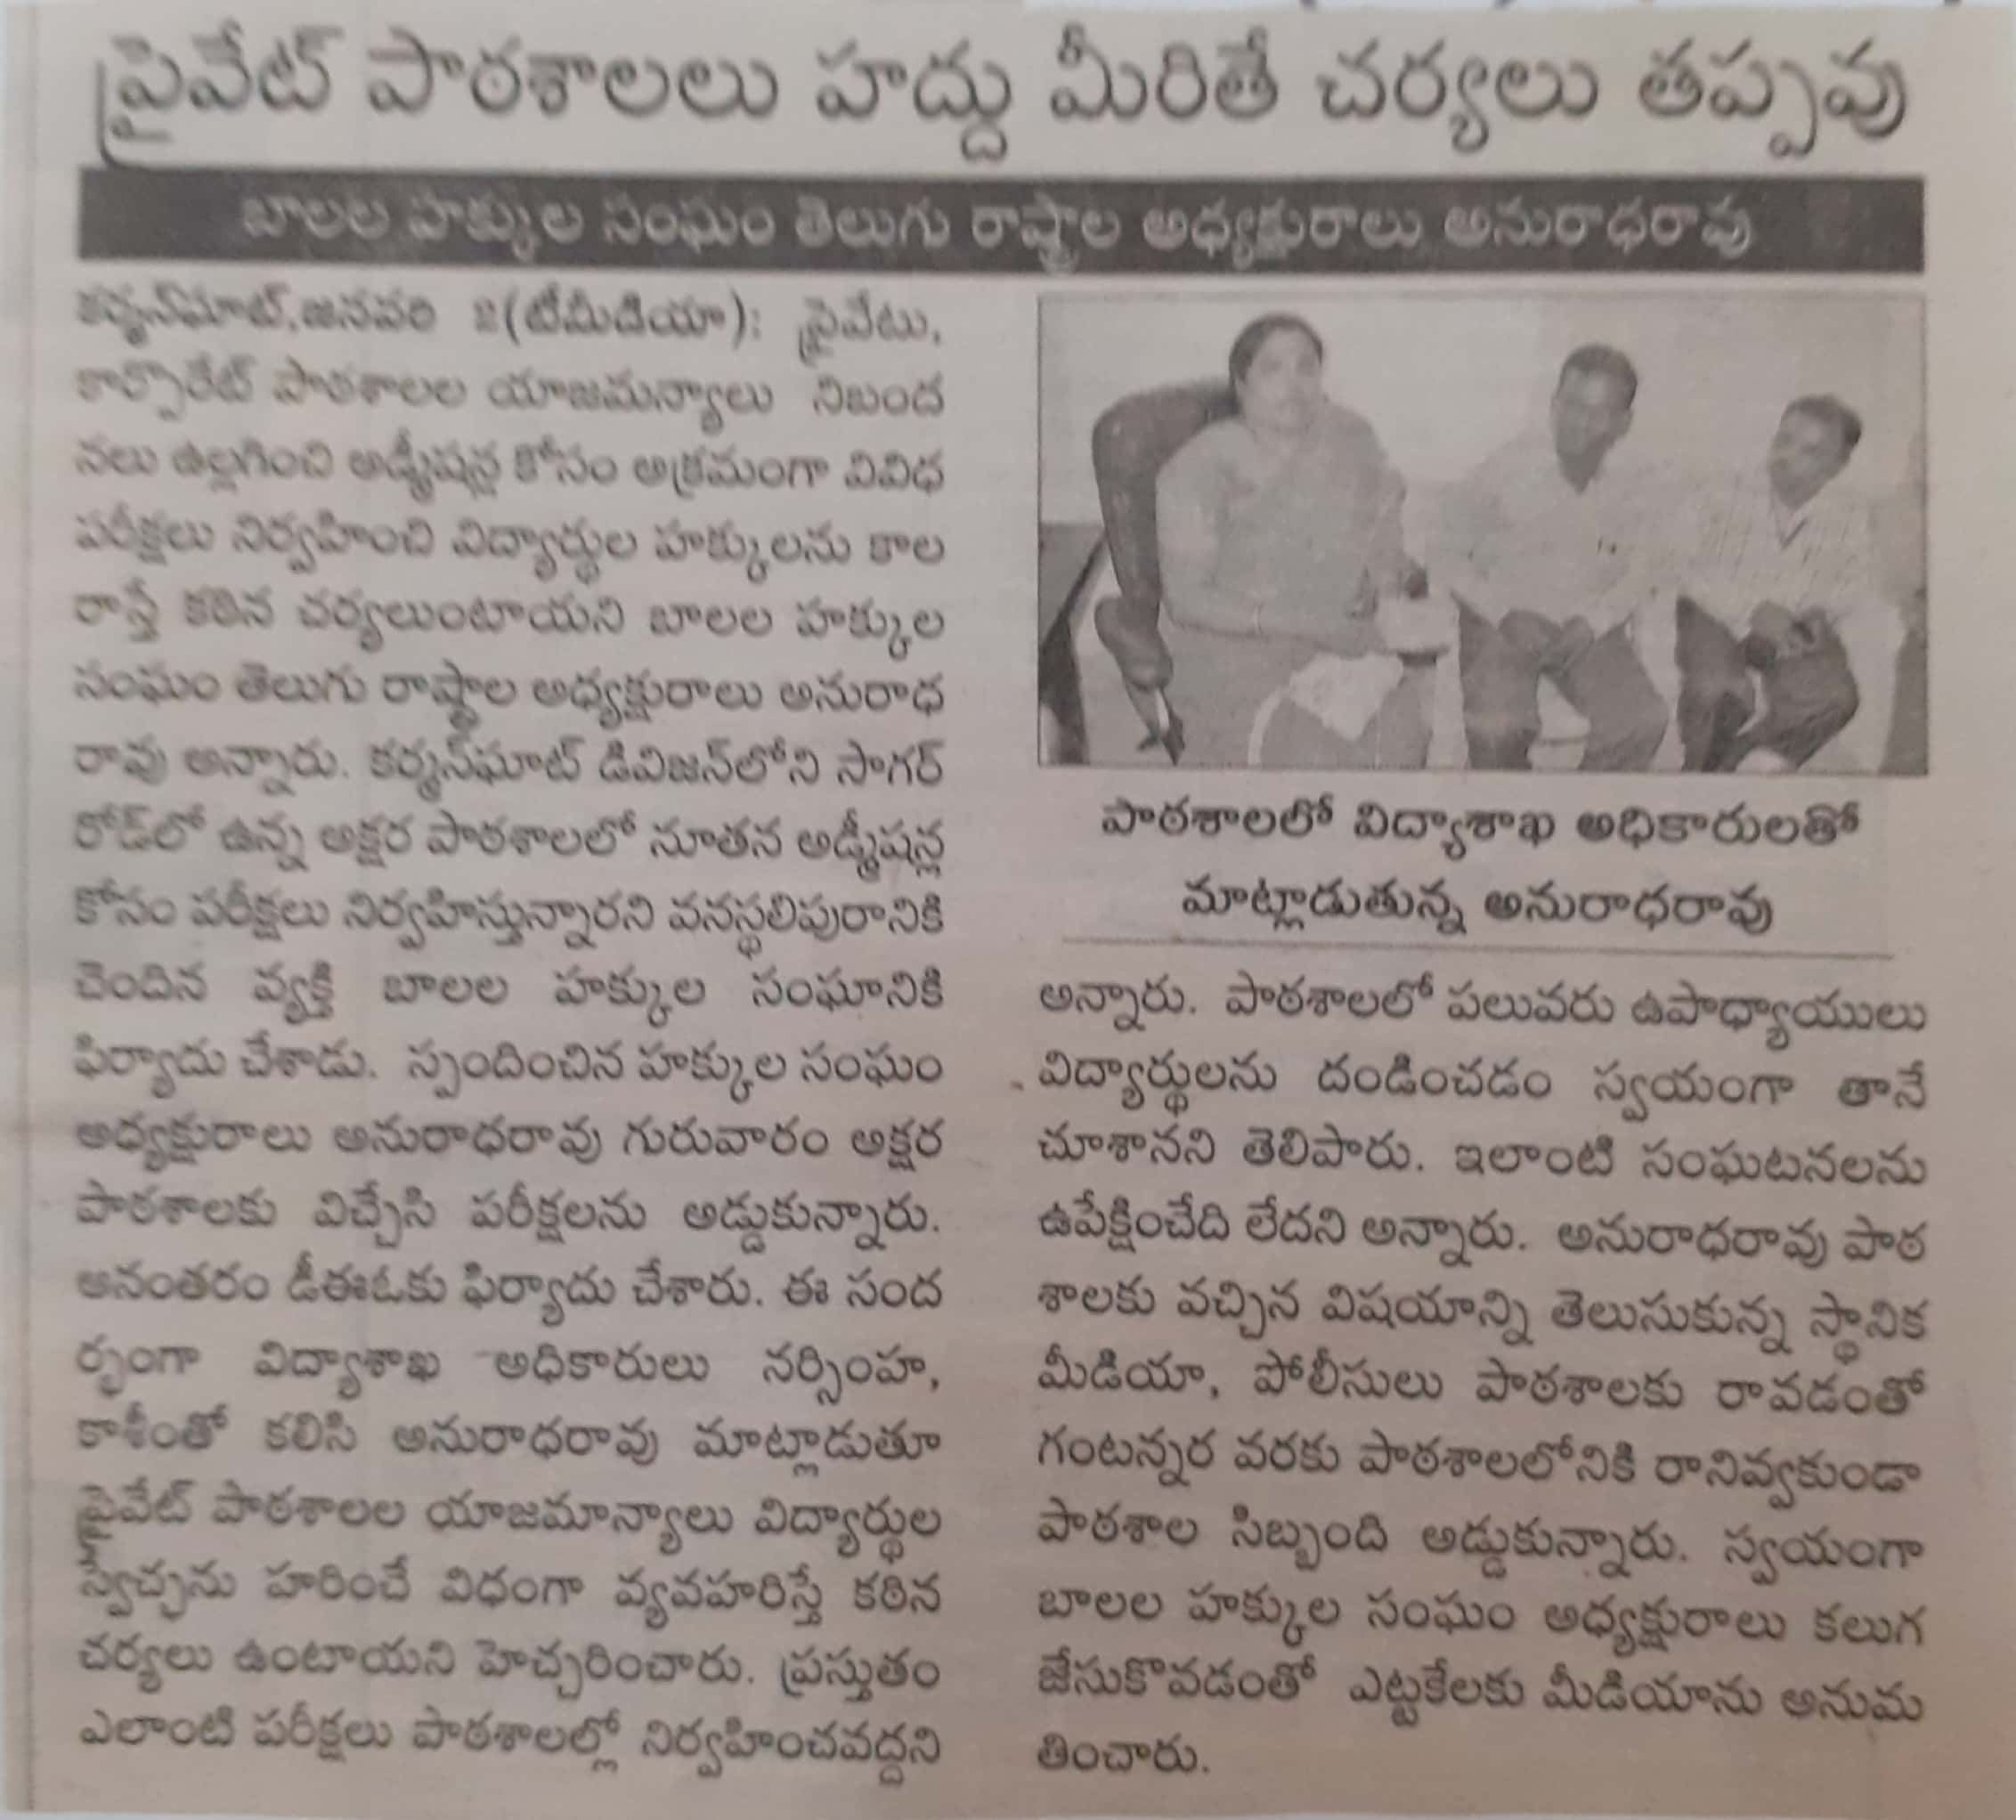 ప్రైవేట్ పాఠశాలలు హద్దు మీరితే చర్యలు తప్పవు
బాలల హక్కుల సంఘం తెలుగు రాష్ట్రాల అధ్యక్షురాలు అనురాధరావు
కర్మన్‌ఘాట్,జనవరి 2(టీమీడియా): ప్రైవేటు,
కార్పొరేట్ పాఠశాలల యాజమన్యాలు నిబంద
నలు ఉల్లగించి అడ్మీషన్ల కోసం అక్రమంగా వివిధ
పరీక్షలు నిర్వహించి విద్యార్థుల హక్కులను కాల
రాస్తే కఠిన చర్యలుంటాయని బాలల హక్కుల
సంఘం తెలుగు రాష్ట్రాల అధ్యక్షురాలు అనురాధ
రావు అన్నారు. కర్మన్‌ఘాట్ డివిజన్‌లోని సాగర్
రోడ్‌లో ఉన్న అక్షర పాఠశాలలో నూతన అడ్మీషన్ల
కోసం పరీక్షలు నిర్వహిస్తున్నారని వనస్థలిపురానికి
చెందిన వ్యక్తి బాలల హక్కుల సంఘానికి
ఫిర్యాదు చేశాడు. స్పందించిన హక్కుల సంఘం
అధ్యక్షురాలు అనురాధరావు గురువారం అక్షర
పాఠశాలకు విచ్చేసి పరీక్షలను అడ్డుకున్నారు.
అనంతరం డీఈఓకు ఫిర్యాదు చేశారు. ఈ సంద
ర్భంగా విద్యాశాఖ అధికారులు నర్సింహ,
కాశీంతో కలిసి అనురాధరావు మాట్లాడుతూ
ప్రైవేట్ పాఠశాలల యాజమాన్యాలు విద్యార్థుల
స్వేచ్ఛను హరించే విధంగా వ్యవహరిస్తే కఠిన
చర్యలు ఉంటాయని హెచ్చరించారు. ప్రస్తుతం
ఎలాంటి పరీక్షలు పాఠశాలల్లో నిర్వహించవద్దని
పాఠశాలలో విద్యాశాఖ అధికారులతో
మాట్లాడుతున్న అనురాధరావు
అన్నారు. పాఠశాలలో పలువరు ఉపాధ్యాయులు
విద్యార్థులను దండించడం స్వయంగా తానే
చూశానని తెలిపారు. ఇలాంటి సంఘటనలను
ఉపేక్షించేది లేదని అన్నారు. అనురాధరావు పాఠ
శాలకు వచ్చిన విషయాన్ని తెలుసుకున్న స్థానిక
మీడియా, పోలీసులు పాఠశాలకు రావడంతో
గంటన్నర వరకు పాఠశాలలోనికి రానివ్వకుండా
పాఠశాల సిబ్బంది అడ్డుకున్నారు. స్వయంగా
బాలల హక్కుల సంఘం అధ్యక్షురాలు కలుగ
జేసుకొవడంతో ఎట్టకేలకు మీడియాను అనుమ
తించారు.